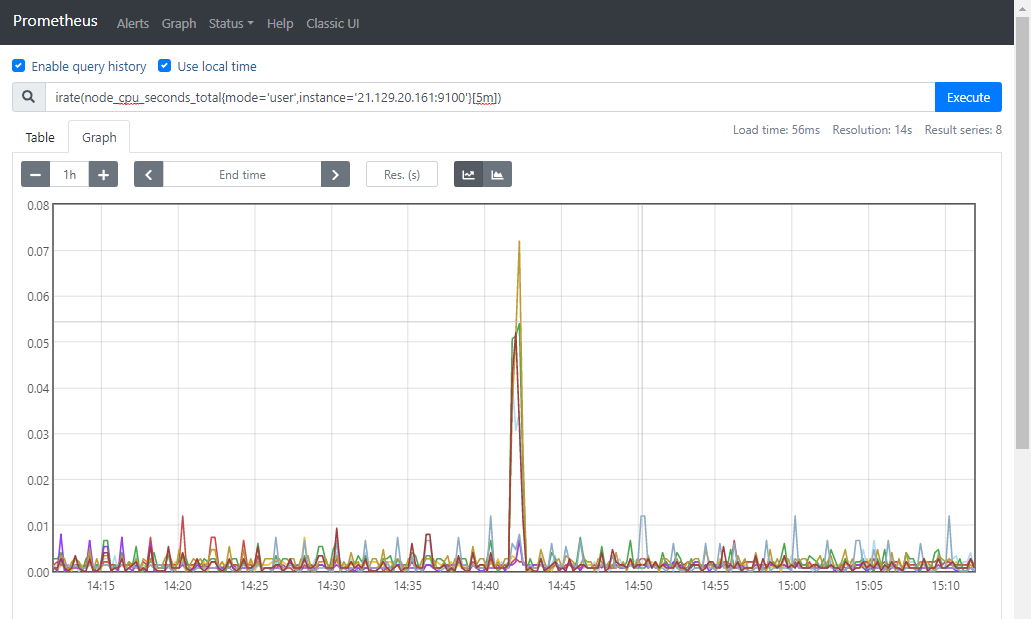 Prometheus Alerts Graph Status Help Classic UI
Enable query history Use local time
irate(node_cpu_seconds_total{mode='user',instance='21.129.20.161:9100'}[5m]) Execute
Load time: 56ms Resolution: 14s Result series: 8
Table Graph
1h End time Res. (s)
0.08
0.07
0.06
0.05
0.04
0.03
0.02
0.01
0.00
14:15 14:20 14:25 14:30 14:35 14:40 14:45 14:50 14:55 15:00 15:05 15:10